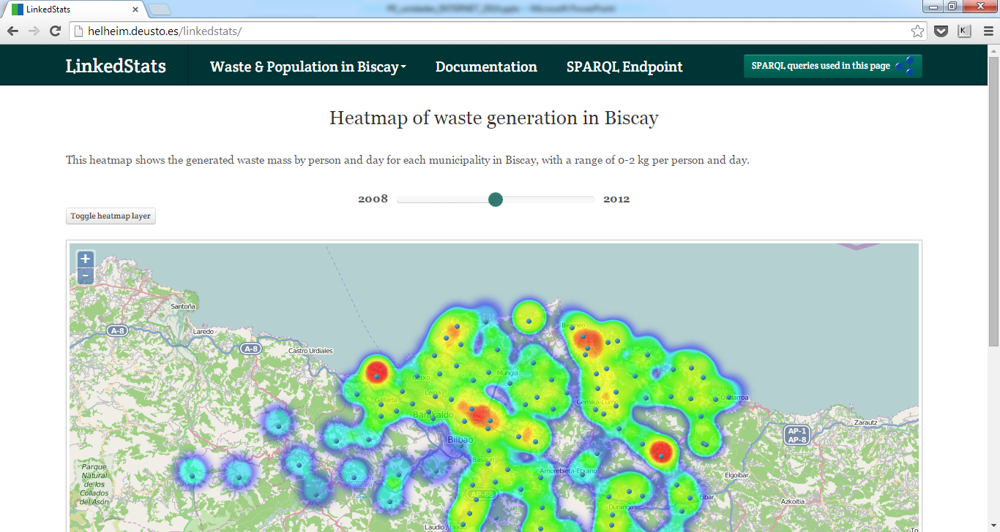 LinkedStats
helheim.deusto.es/linkedstats/
LinkedStats
Waste & Population in Biscay
Documentation
SPARQL Endpoint
SPARQL queries used in this page
Heatmap of waste generation in Biscay
This heatmap shows the generated waste mass by person and day for each municipality in Biscay, with a range of 0-2 kg per person and day.
2008
2012
Toggle heatmap layer
+
-
Santoña
A-8
Laredo
A-8
Castro Urdiales
Bermeo
Mungia
Getxo
Leioa
Gallarta
Barakaldo
Gernika-Lumo
Ondarroa
Zarautz
AP-1
AP-8
Bilbao
Basauri
Amorebieta-Etxano
Parque
Natural
de los
Collados
del Asón
Elgoibar
Eibar
Azkoitia
AP-68
Durango
Laudio / Llodio
To